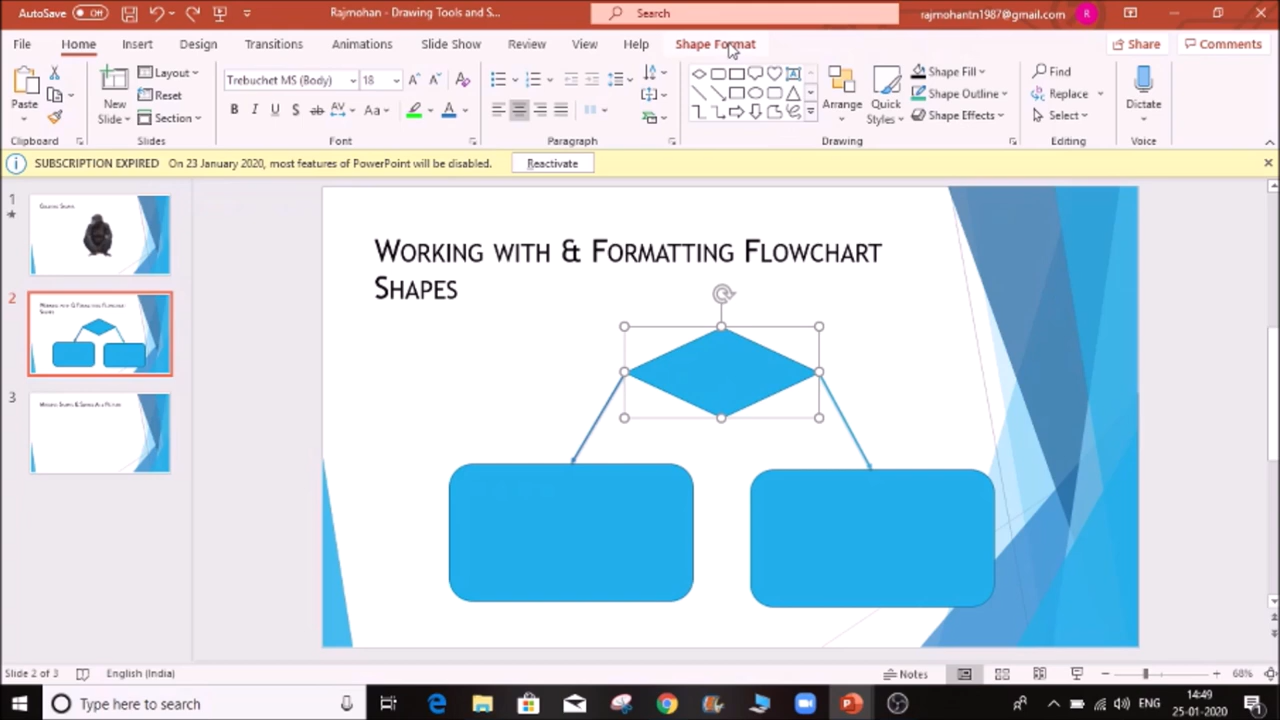 AutoSave Off Rajmohan - Drawing Tools and S... Search rajmohantn1987@gmail.com R
File Home Insert Design Transitions Animations Slide Show Review View Help Shape Format Share Comments
Paste New Slide Layout Reset Section Trebuchet MS (Body) 18 Arrange Quick Styles Shape Fill Shape Outline Shape Effects Find Replace Select Dictate
Clipboard Slides Font Paragraph Drawing Editing Voice
SUBSCRIPTION EXPIRED On 23 January 2020, most features of PowerPoint will be disabled. Reactivate
1
2
3
Working with & Formatting Flowchart
Shapes
Slide 2 of 3 English (India) Notes 68%
Type here to search ENG 14:49
25-01-2020 1